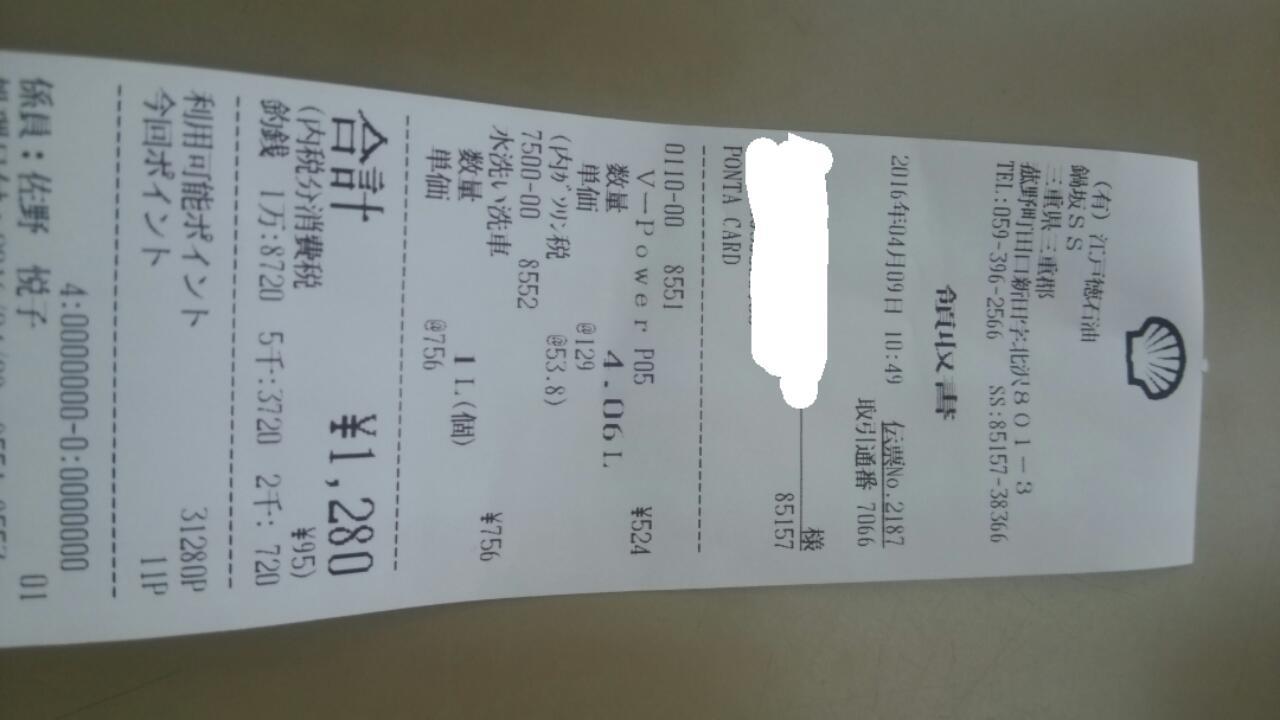 (有)江戸徳石油
鍋坂SS
三重県三重郡
菰野町田口新田字北沢801-3
TEL:059-396-2566 SS:85157-38366
領収書
2016年04月09日 10:49 伝票No.2187
取引通番 7066
様
85157
PONTA CARD
0110-00 8551
V-Power P05 ¥524
数量 4.06L
単価 @129
(内ガソリン税 @53.8)
7500-00 8552
水洗い洗車 ¥756
数量 1L(個)
単価 @756
合計 ¥1,280
(内税分消費税 ¥95)
釣銭 1万:8720 5千:3720 2千: 720
利用可能ポイント 31280P
今回ポイント 11P
4:0000000-0:0000000
係員:佐野 悦子 01